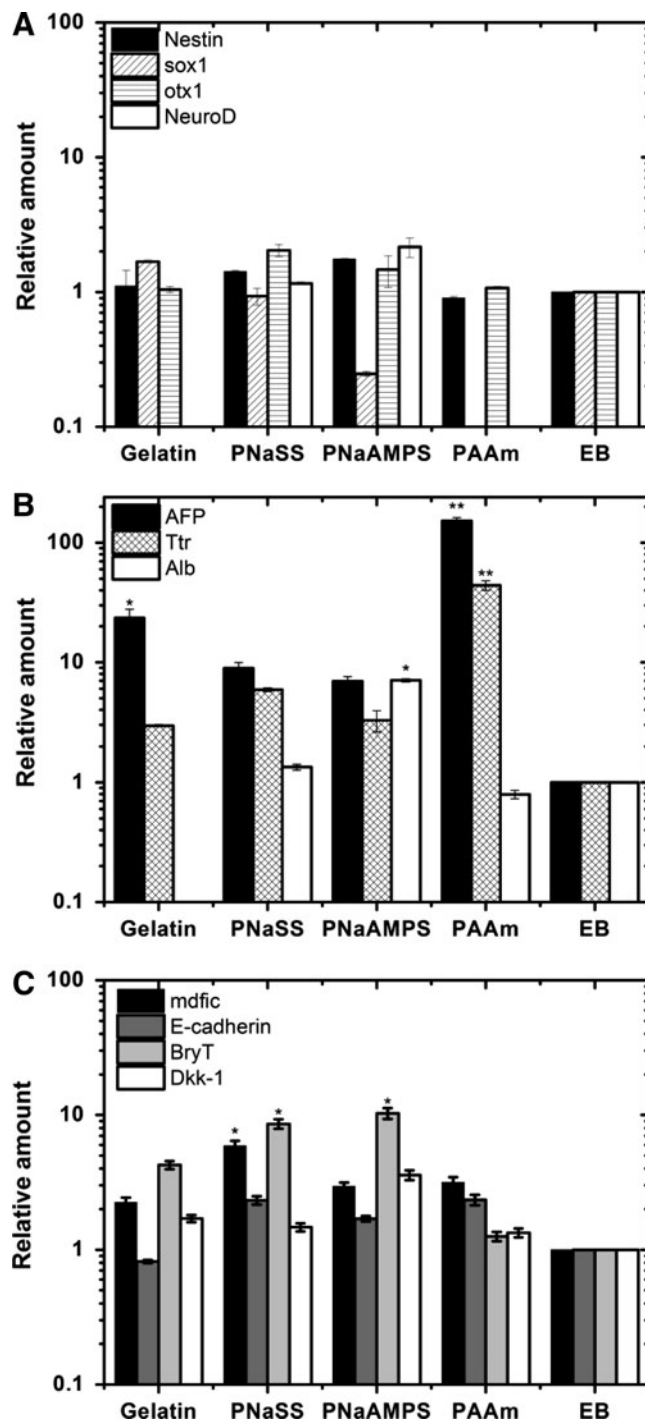 A
100
10
1
0.1
Relative amount
Nestin
sox1
otx1
NeuroD
Gelatin PNaSS PNaAMPS PAAm EB
B
100
10
1
0.1
Relative amount
AFP
Ttr
Alb
*
*
**
**
Gelatin PNaSS PNaAMPS PAAm EB
C
100
10
1
0.1
Relative amount
mdfic
E-cadherin
BryT
Dkk-1
*
*
*
Gelatin PNaSS PNaAMPS PAAm EB